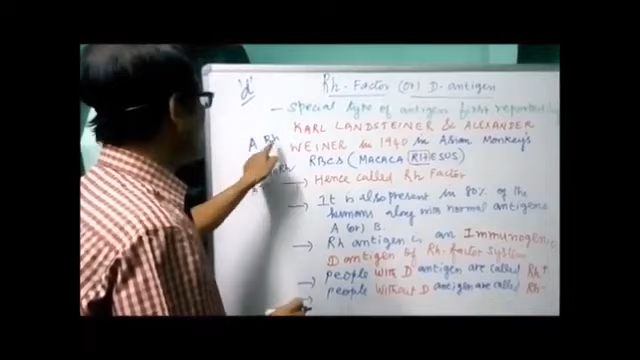 'd'
Rh - Factor (or) D-antigen
- Special type of antigen first reported
KARL LANDSTEINER & ALEXANDER
A Rh
WEINER in 1940 in Asian Monkey's
RBCs (MACACA RHESUS)
Rh
→ Hence called Rh Factor
→ It is also present in 80% of the
humans along with normal antigens
A (or) B.
→ Rh antigen is an Immunogenic
D antigen of Rh-factor system
→ People with D antigen are called Rh+
→ People without D antigen are called Rh-